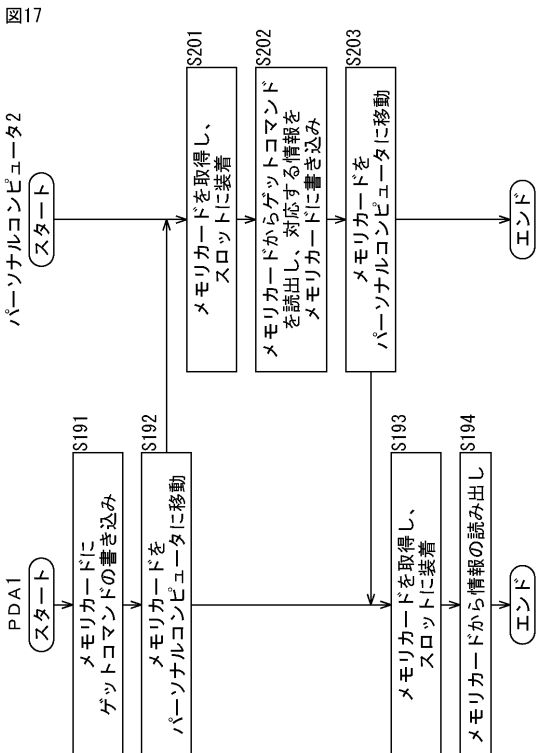 図17
PDA1
スタート
S191
メモリカードに
ゲットコマンドの書き込み
S192
メモリカードを
パーソナルコンピュータに移動
S193
メモリカードを取得し、
スロットに装着
S194
メモリカードから情報の読み出し
エンド
パーソナルコンピュータ2
スタート
S201
メモリカードを取得し、
スロットに装着
S202
メモリカードからゲットコマンド
を読出し、対応する情報を
メモリカードに書き込み
S203
メモリカードを
パーソナルコンピュータに移動
エンド